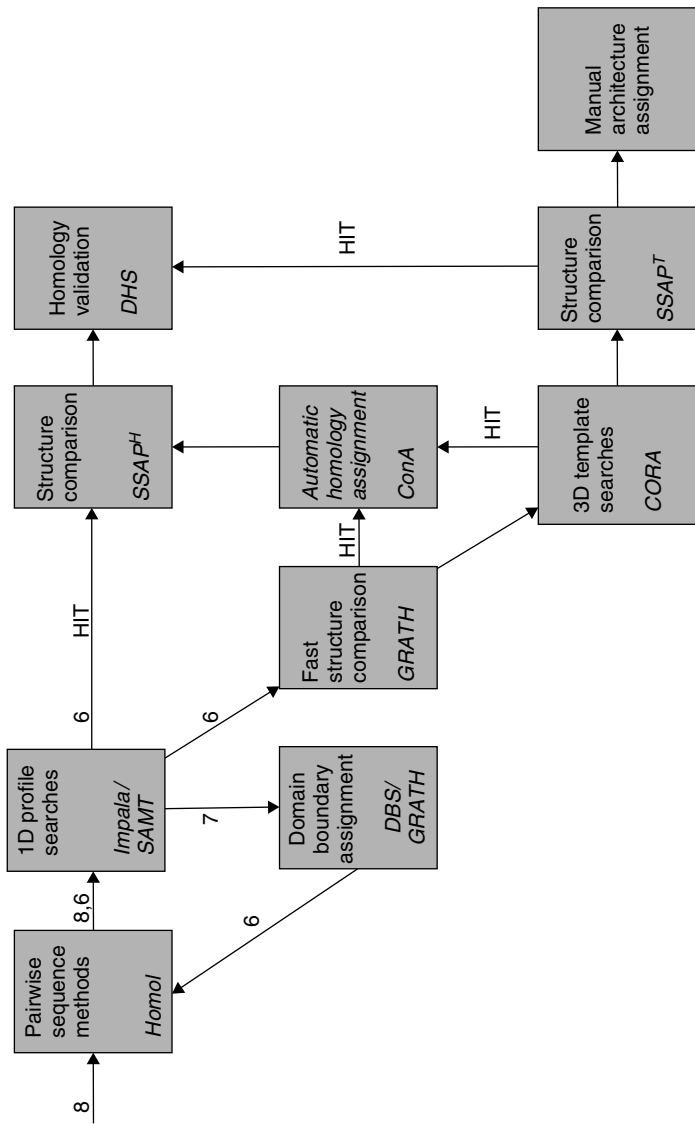 8
Pairwise
sequence
methods
Homol
8,6
1D profile
searches
Impala/
SAMT
6
HIT
Structure
comparison
SSAPᴴ
Homology
validation
DHS
6
7
6
Domain
boundary
assignment
DBS/
GRATH
Fast
structure
comparison
GRATH
HIT
Automatic
homology
assignment
ConA
HIT
HIT
3D template
searches
CORA
Structure
comparison
SSAPᵀ
Manual
architecture
assignment